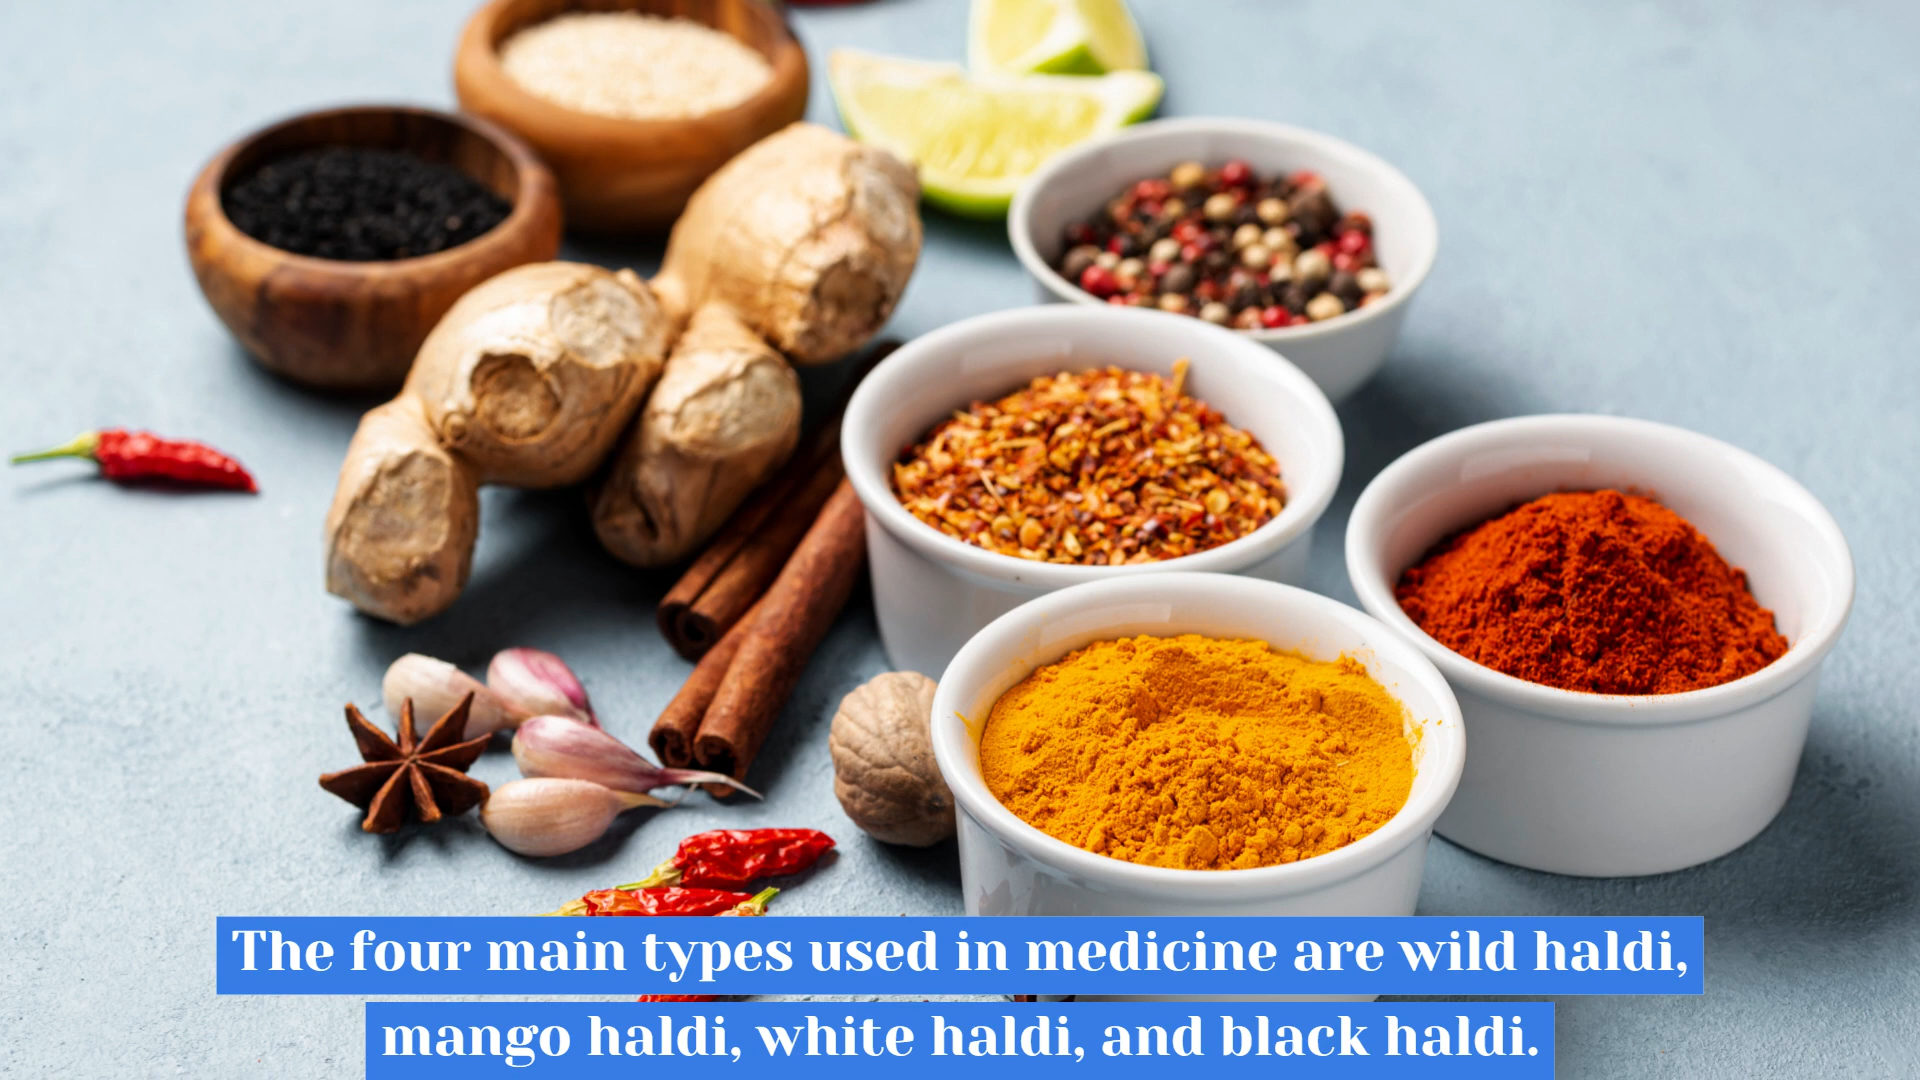 The four main types used in medicine are wild haldi,
mango haldi, white haldi, and black haldi.